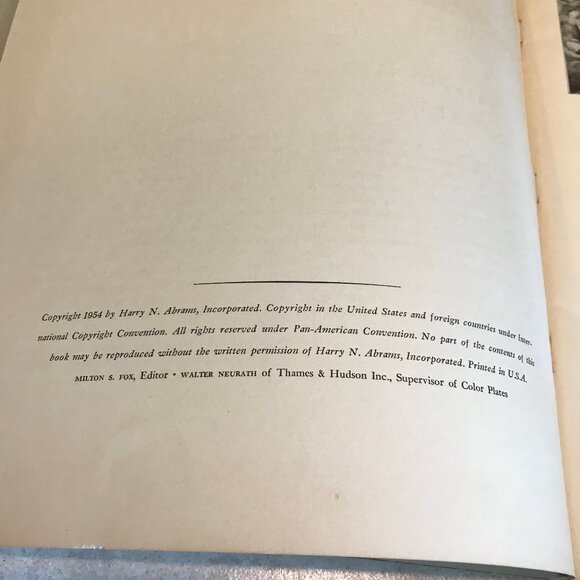 Copyright 1954 by Harry N. Abrams, Incorporated. Copyright in the United States and foreign countries under Inter-
national Copyright Convention. All rights reserved under Pan-American Convention. No part of the contents of this
book may be reproduced without the written permission of Harry N. Abrams, Incorporated. Printed in U.S.A.
MILTON S. FOX, Editor • WALTER NEURATH of Thames & Hudson Inc., Supervisor of Color Plates